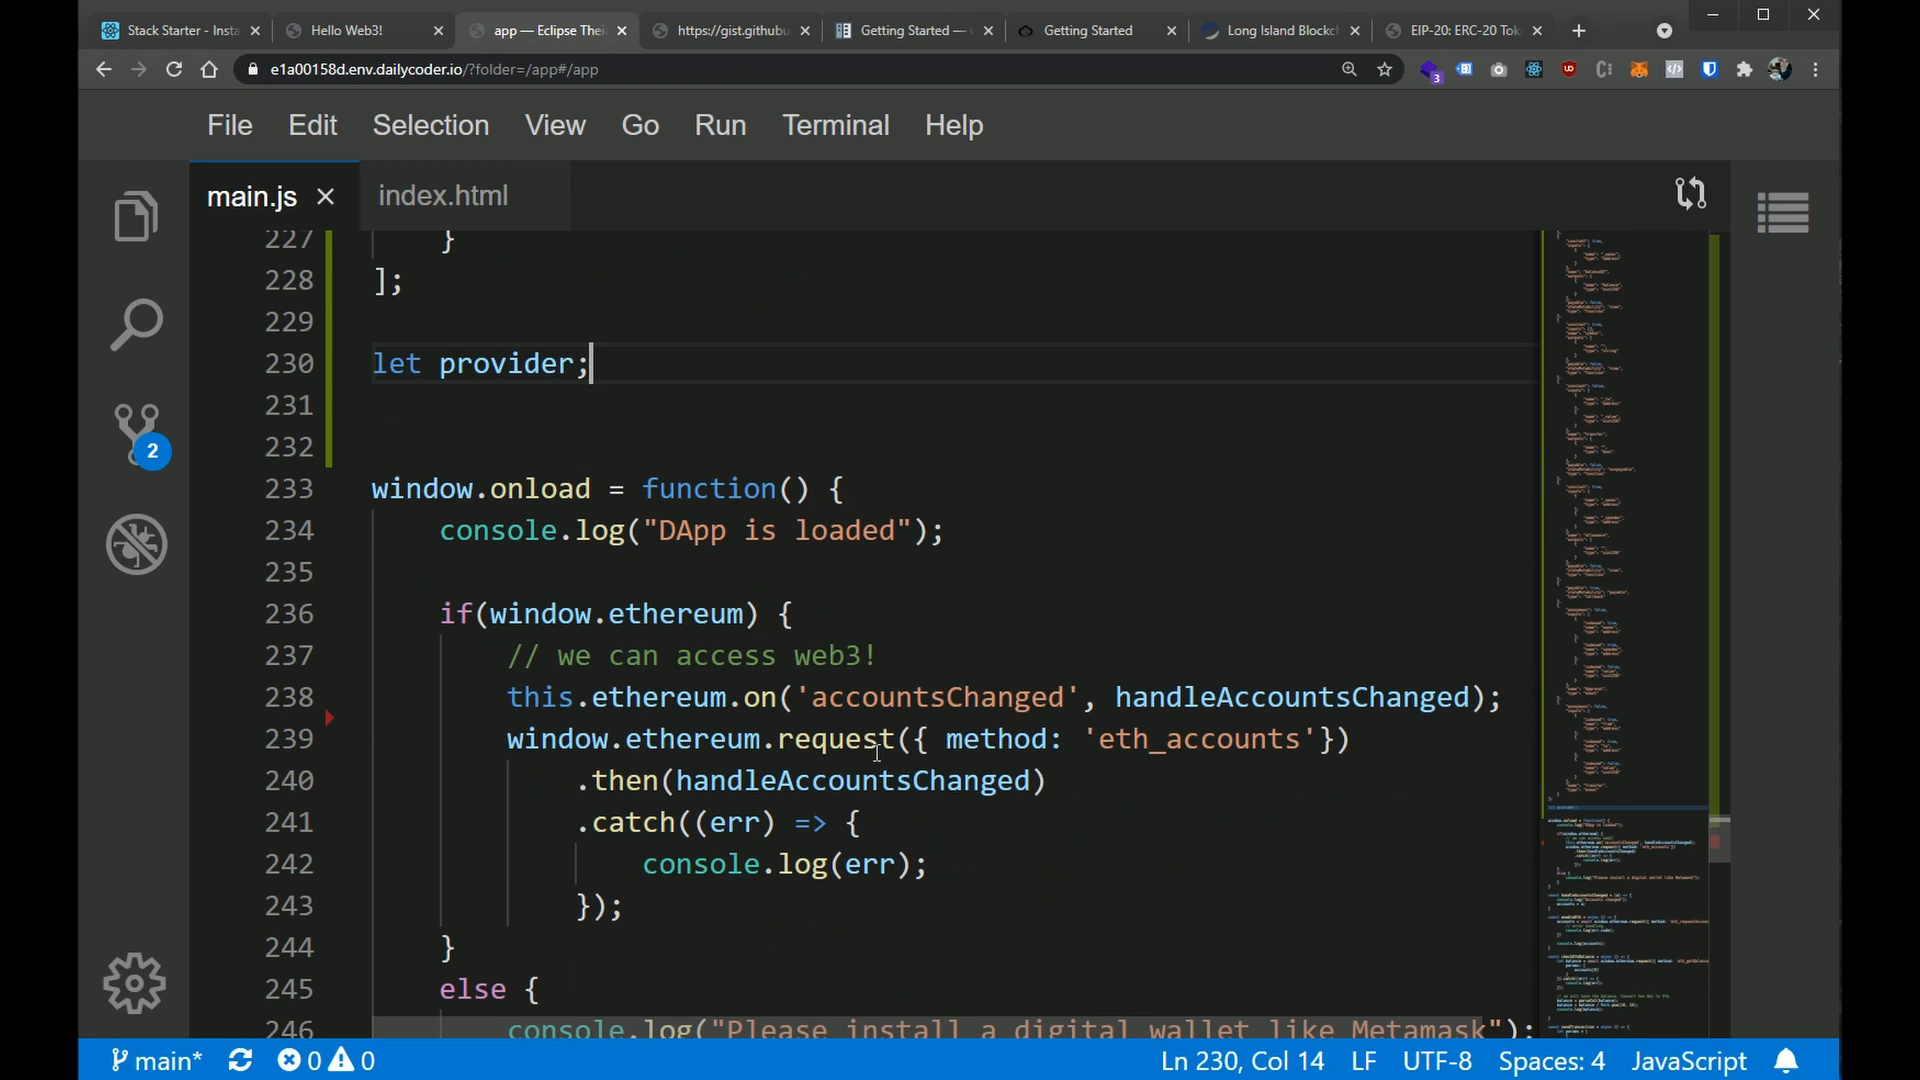 Stack Starter - Insta
Hello Web3!
app — Eclipse Thei
https://gist.githubu
Getting Started —
Getting Started
Long Island Blockc
EIP-20: ERC-20 Tok
e1a00158d.env.dailycoder.io/?folder=/app#/app
3
File Edit Selection View Go Run Terminal Help
main.js
index.html
227 }
228 ];
229
230 let provider;
231
232
233 window.onload = function() {
234 console.log("DApp is loaded");
235
236 if(window.ethereum) {
237 // we can access web3!
238 this.ethereum.on('accountsChanged', handleAccountsChanged);
239 window.ethereum.request({ method: 'eth_accounts'})
240 .then(handleAccountsChanged)
241 .catch((err) => {
242 console.log(err);
243 });
244 }
245 else {
246 console.log("Please install a digital wallet like Metamask");
2
main* 0 0
Ln 230, Col 14 LF UTF-8 Spaces: 4 JavaScript